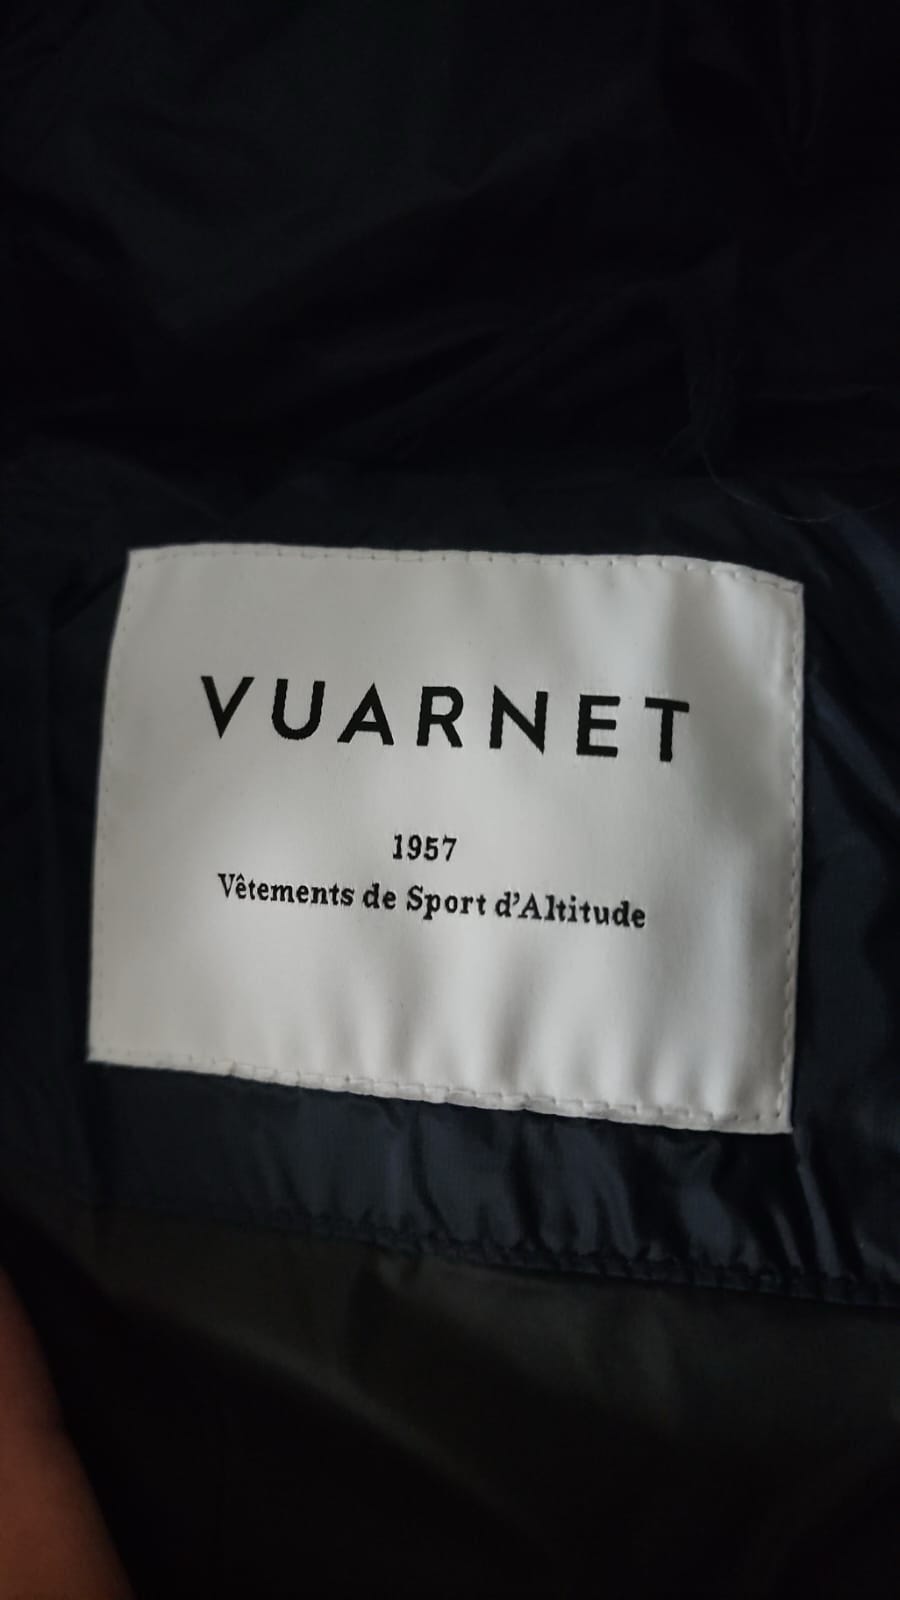 VUARNET
1957
Vêtements de Sport d'Altitude